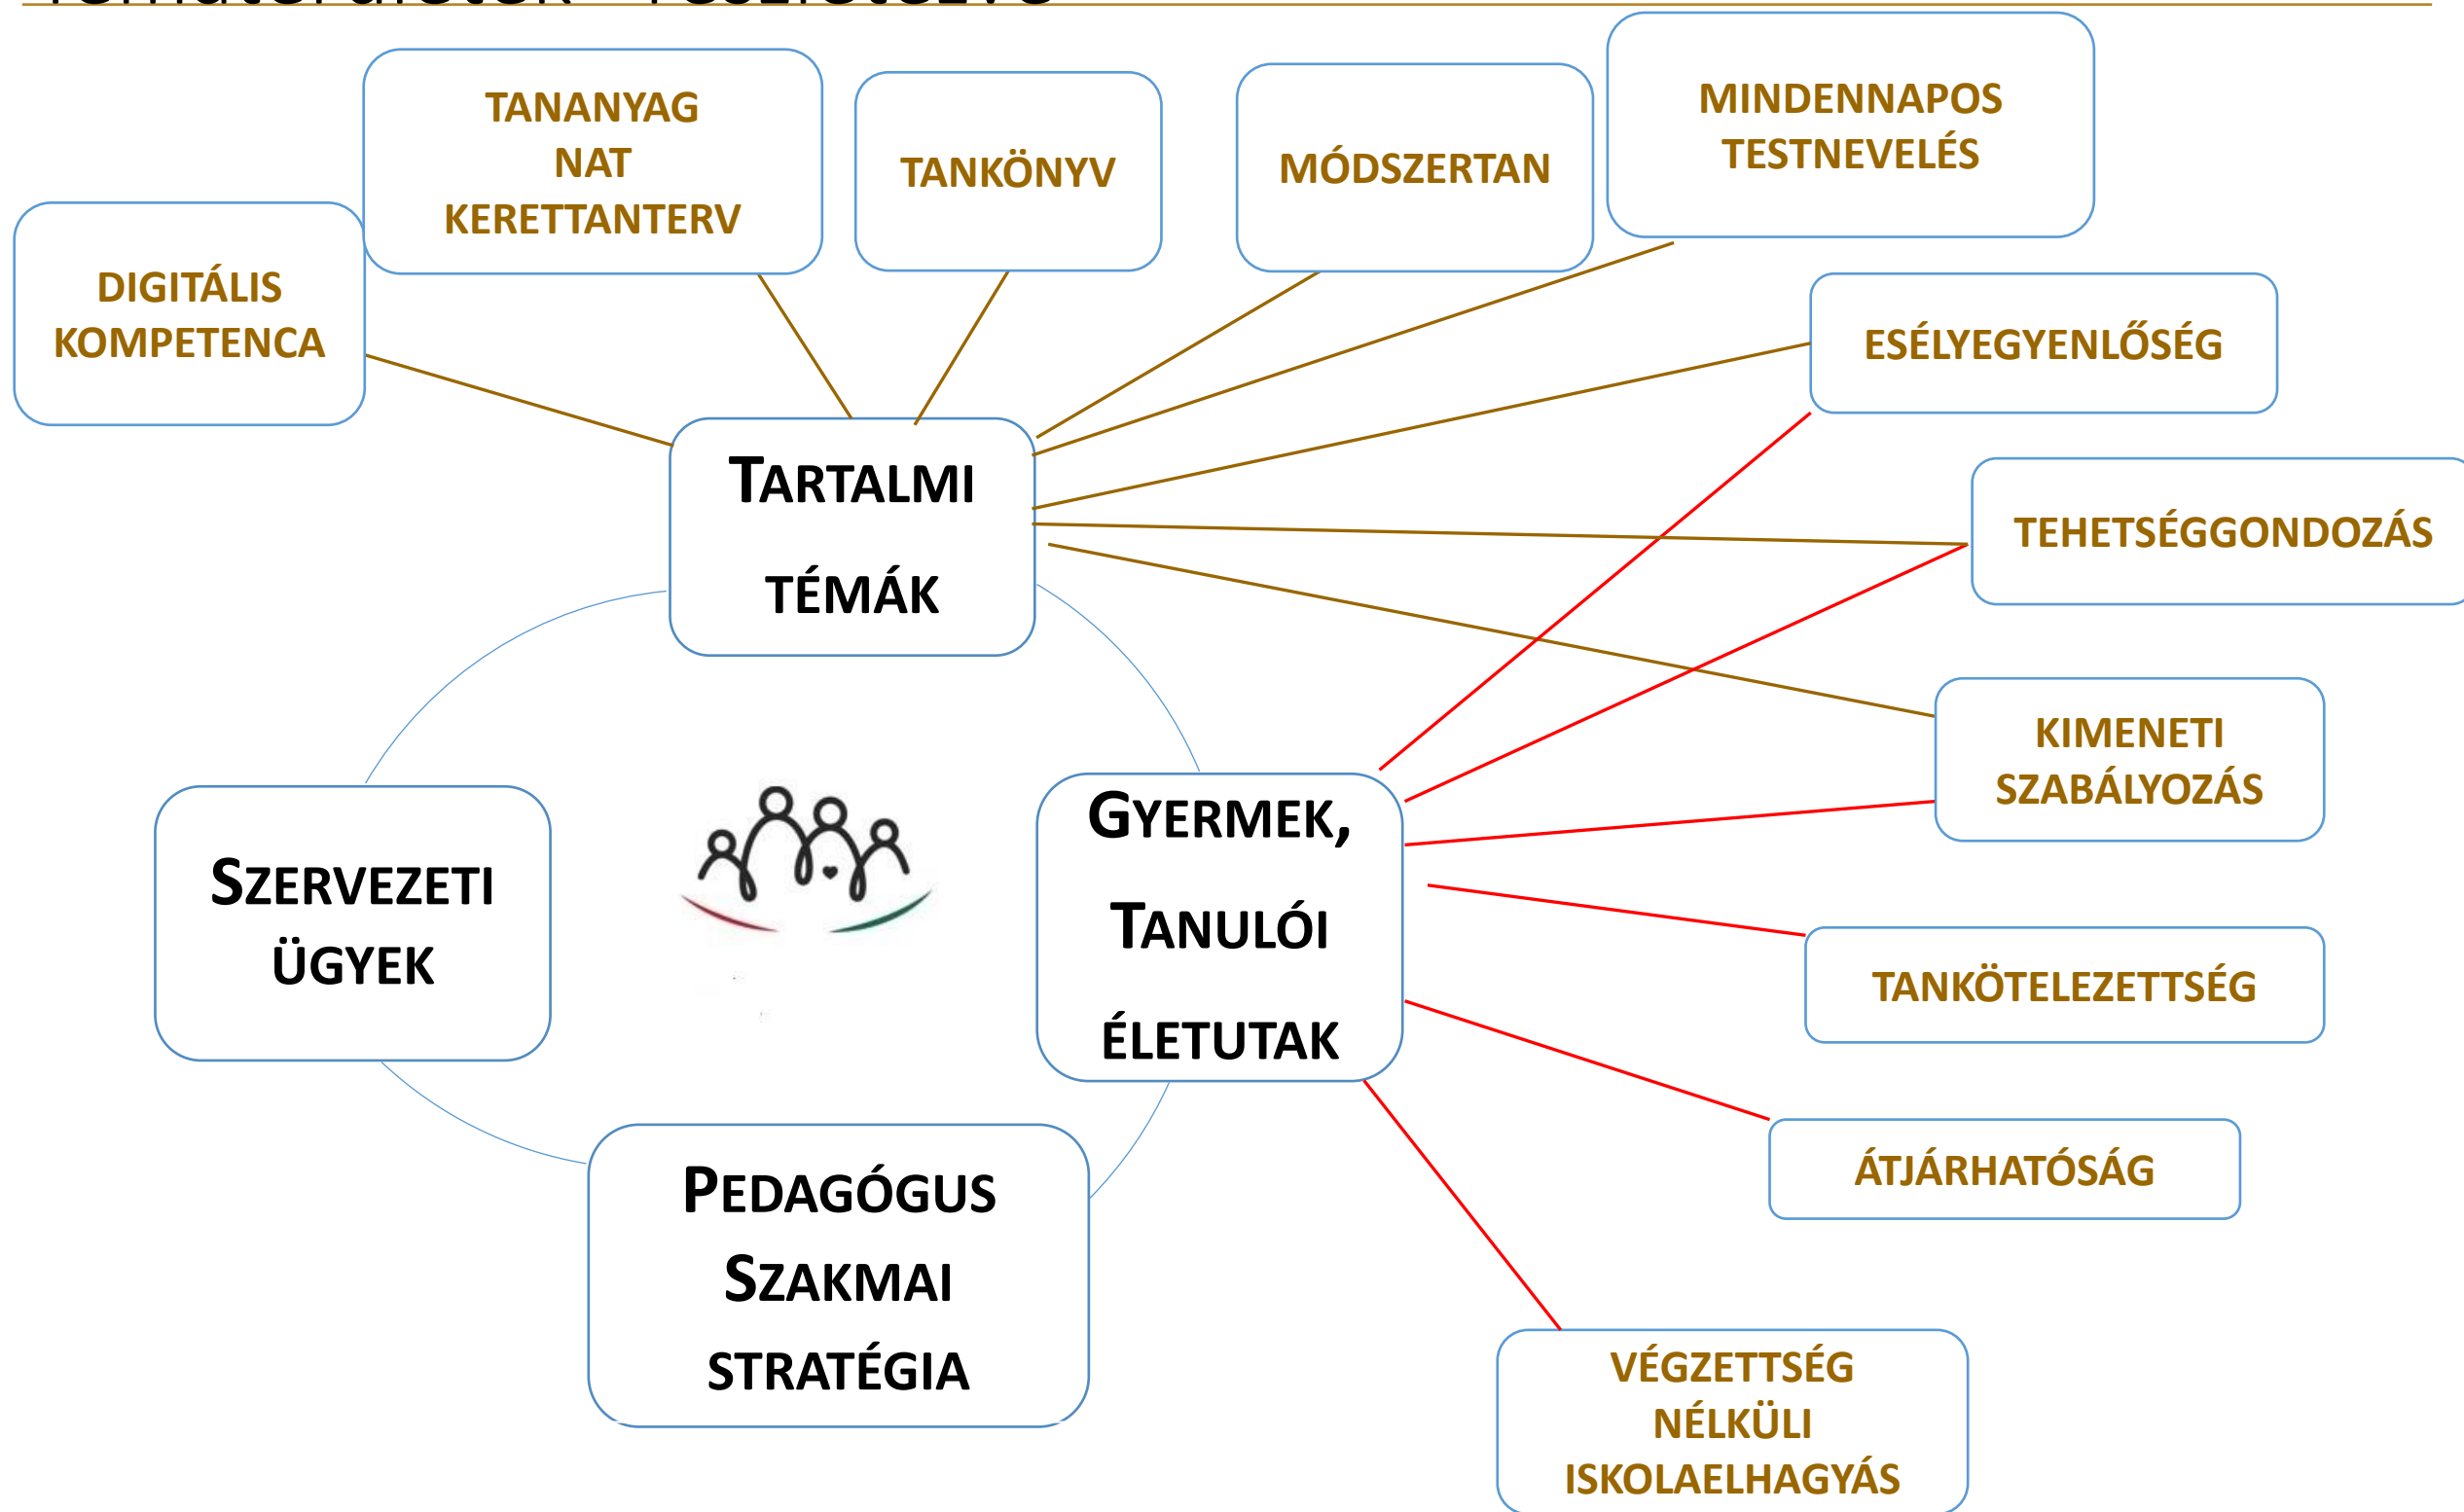 TANANYAG
NAT
KERETTANTERV
TANKÖNYV
MÓDSZERTAN
MINDENNAPOS
TESTNEVELÉS
DIGITÁLIS
KOMPETENCA
ESÉLYEGYENLŐSÉG
TARTALMI
TÉMÁK
TEHETSÉGGONDOZÁS
KIMENETI
SZABÁLYOZÁS
GYERMEK,
TANULÓI
ÉLETUTAK
SZERVEZETI
ÜGYEK
TANKÖTELEZETTSÉG
ÁTJÁRHATÓSÁG
PEDAGÓGUS
SZAKMAI
STRATÉGIA
VÉGZETTSÉG
NÉLKÜLI
ISKOLAELHAGYÁS